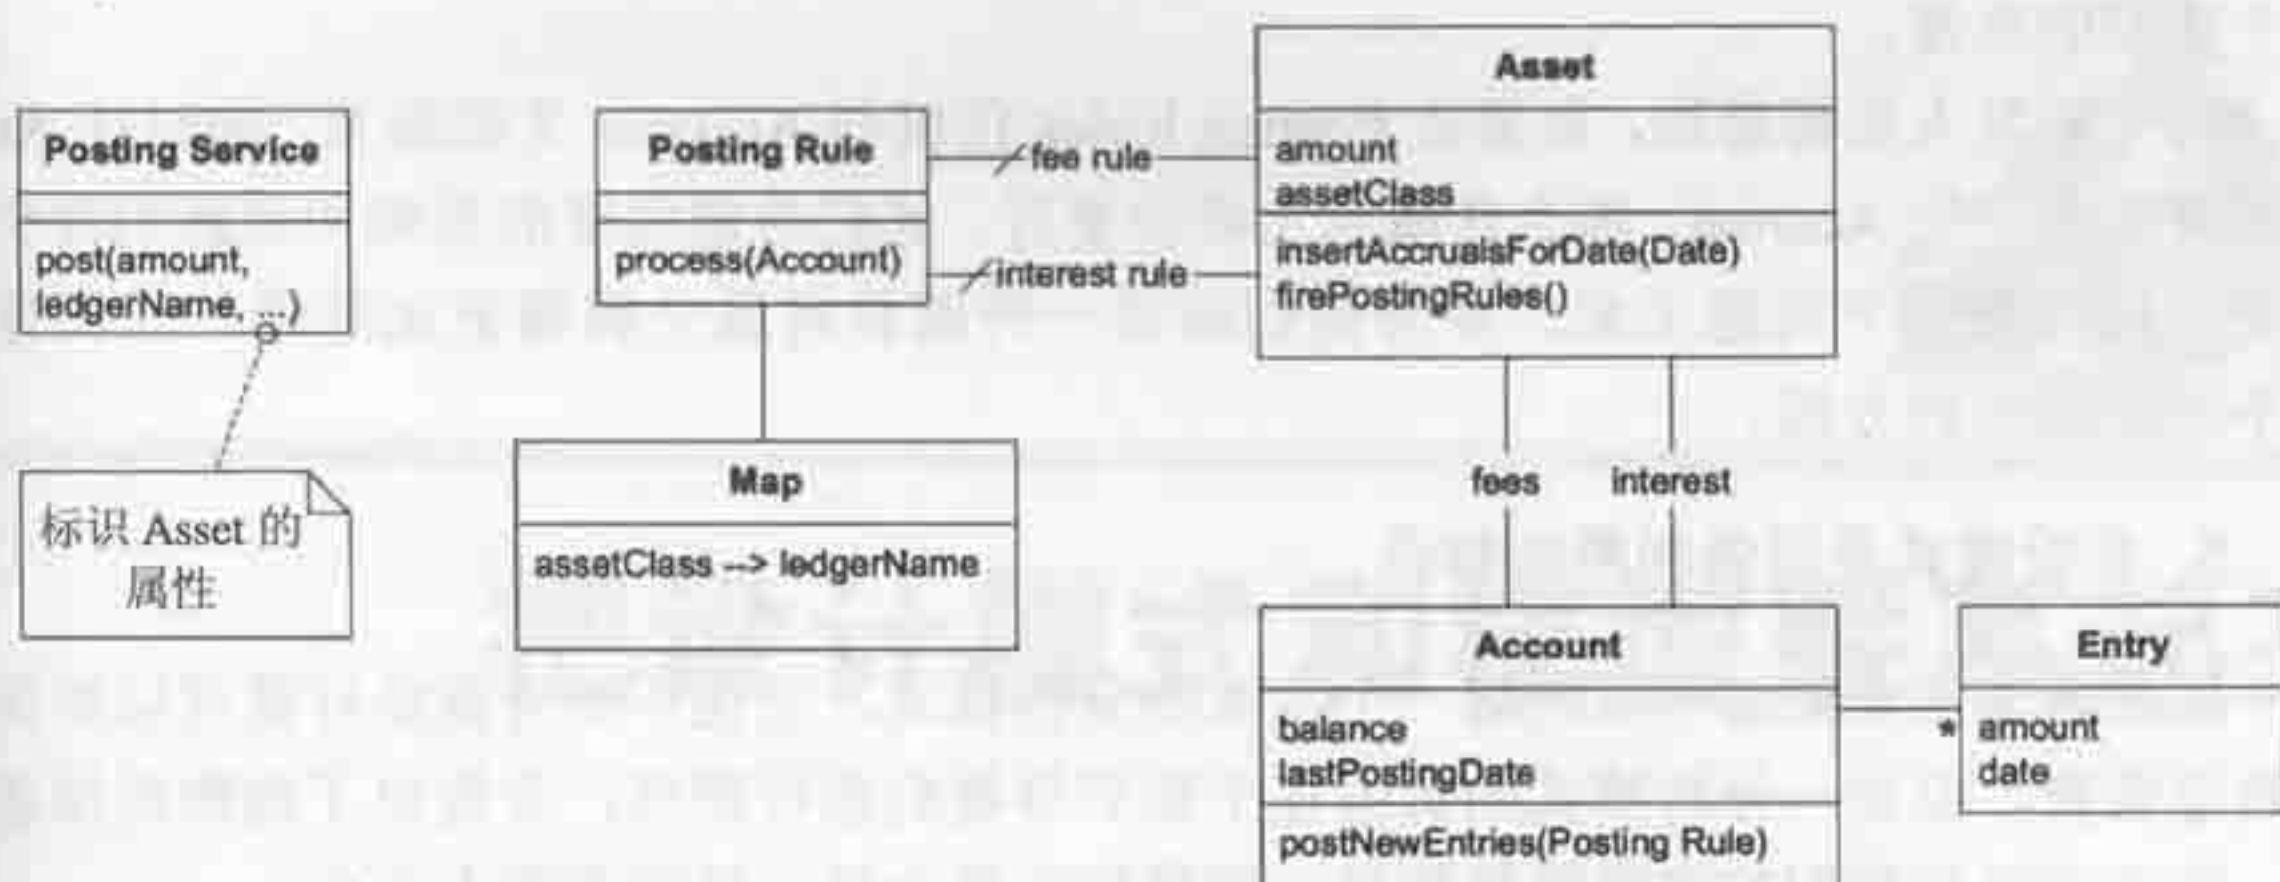 Posting Service
post(amount,
ledgerName, ...)
标识 Asset 的
属性
Posting Rule
process(Account)
fee rule
interest rule
Map
assetClass --> ledgerName
Asset
amount
assetClass
insertAccrualsForDate(Date)
firePostingRules()
fees
interest
Account
balance
lastPostingDate
postNewEntries(Posting Rule)
*
Entry
amount
date